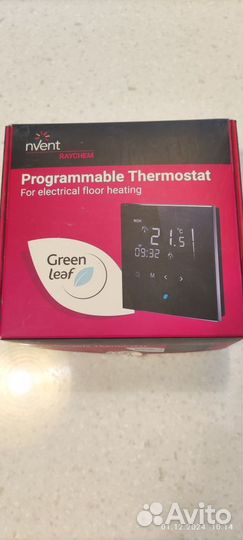 nvent
RAYCHEM
Programmable Thermostat
For electrical floor heating
Green
Leaf
MON
21.5 °C
09:32
M < >
01.12.2024 10:14
Avito